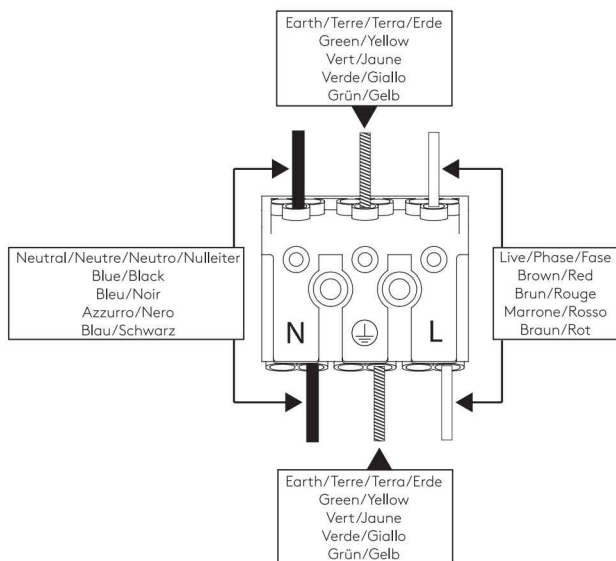 Earth/Terre/Terra/Erde
Green/Yellow
Vert/Jaune
Verde/Giallo
Grün/Gelb
Neutral/Neutre/Neutro/Nulleiter
Blue/Black
Bleu/Noir
Azzurro/Nero
Blau/Schwarz
Live/Phase/Fase
Brown/Red
Brun/Rouge
Marrone/Rosso
Braun/Rot
N
L
Earth/Terre/Terra/Erde
Green/Yellow
Vert/Jaune
Verde/Giallo
Grün/Gelb